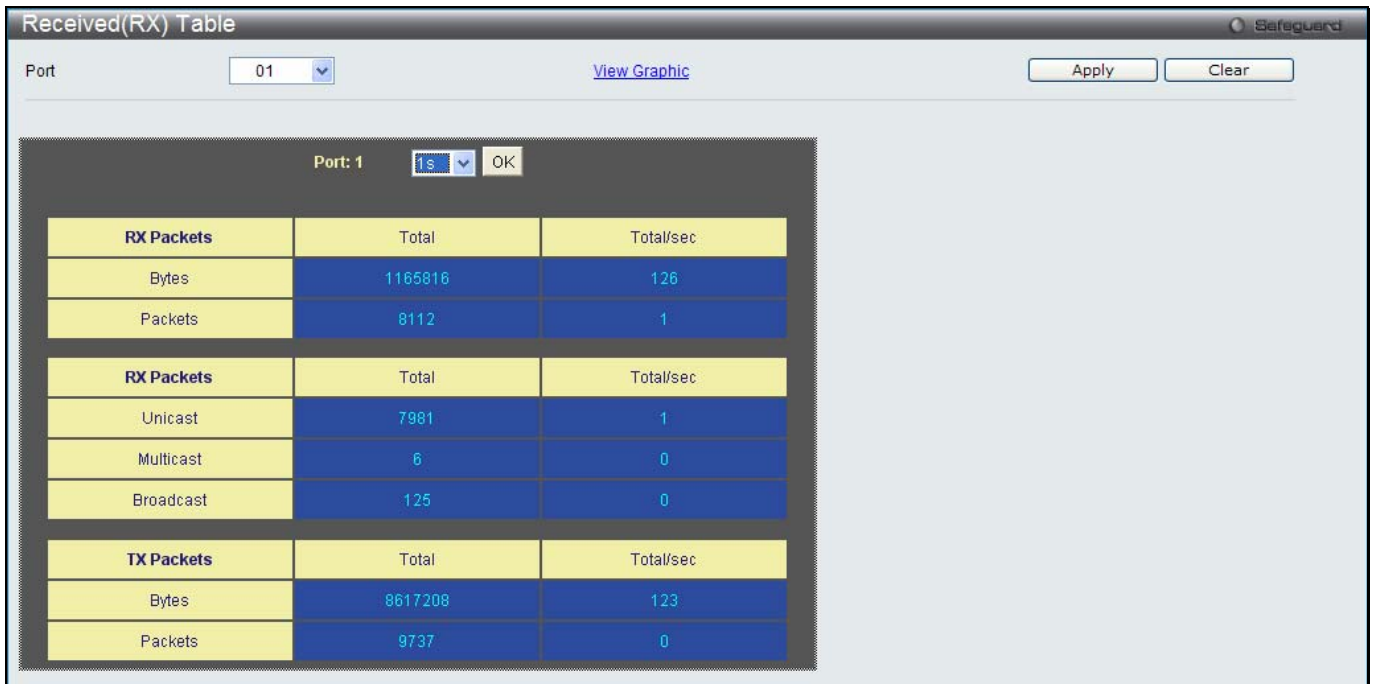 Received(RX) Table
Safeguard
Port 01 View Graphic Apply Clear
Port: 1 1s OK
RX Packets Total Total/sec
Bytes 1165816 126
Packets 8112 1
RX Packets Total Total/sec
Unicast 7981 1
Multicast 6 0
Broadcast 125 0
TX Packets Total Total/sec
Bytes 8617208 123
Packets 9737 0